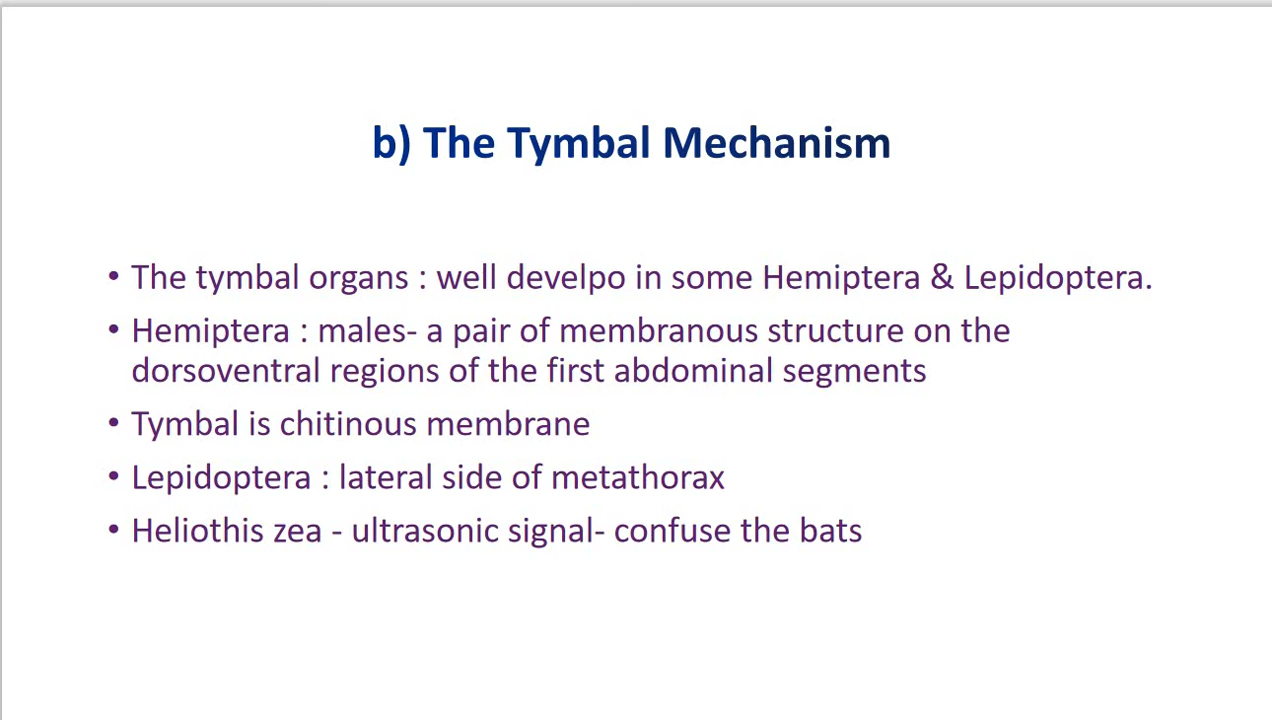 b) The Tymbal Mechanism
• The tymbal organs : well develpo in some Hemiptera & Lepidoptera.
• Hemiptera : males- a pair of membranous structure on the
dorsoventral regions of the first abdominal segments
• Tymbal is chitinous membrane
• Lepidoptera : lateral side of metathorax
• Heliothis zea - ultrasonic signal- confuse the bats